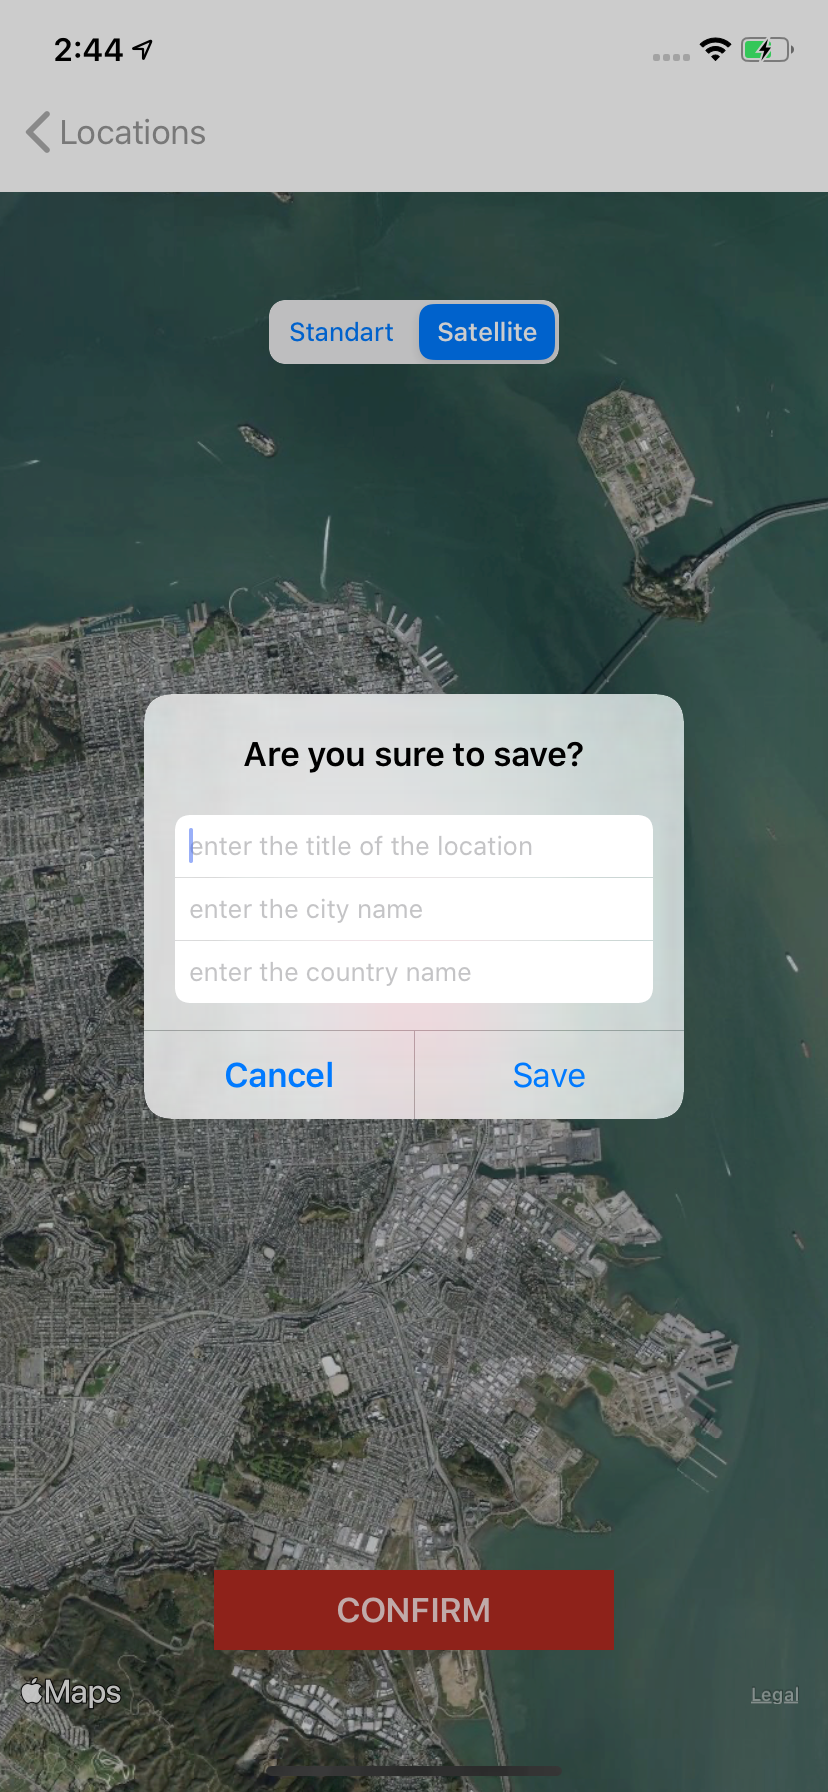 2:44
Locations
Standart Satellite
Are you sure to save?
enter the title of the location
enter the city name
enter the country name
Cancel Save
CONFIRM
Maps
Legal